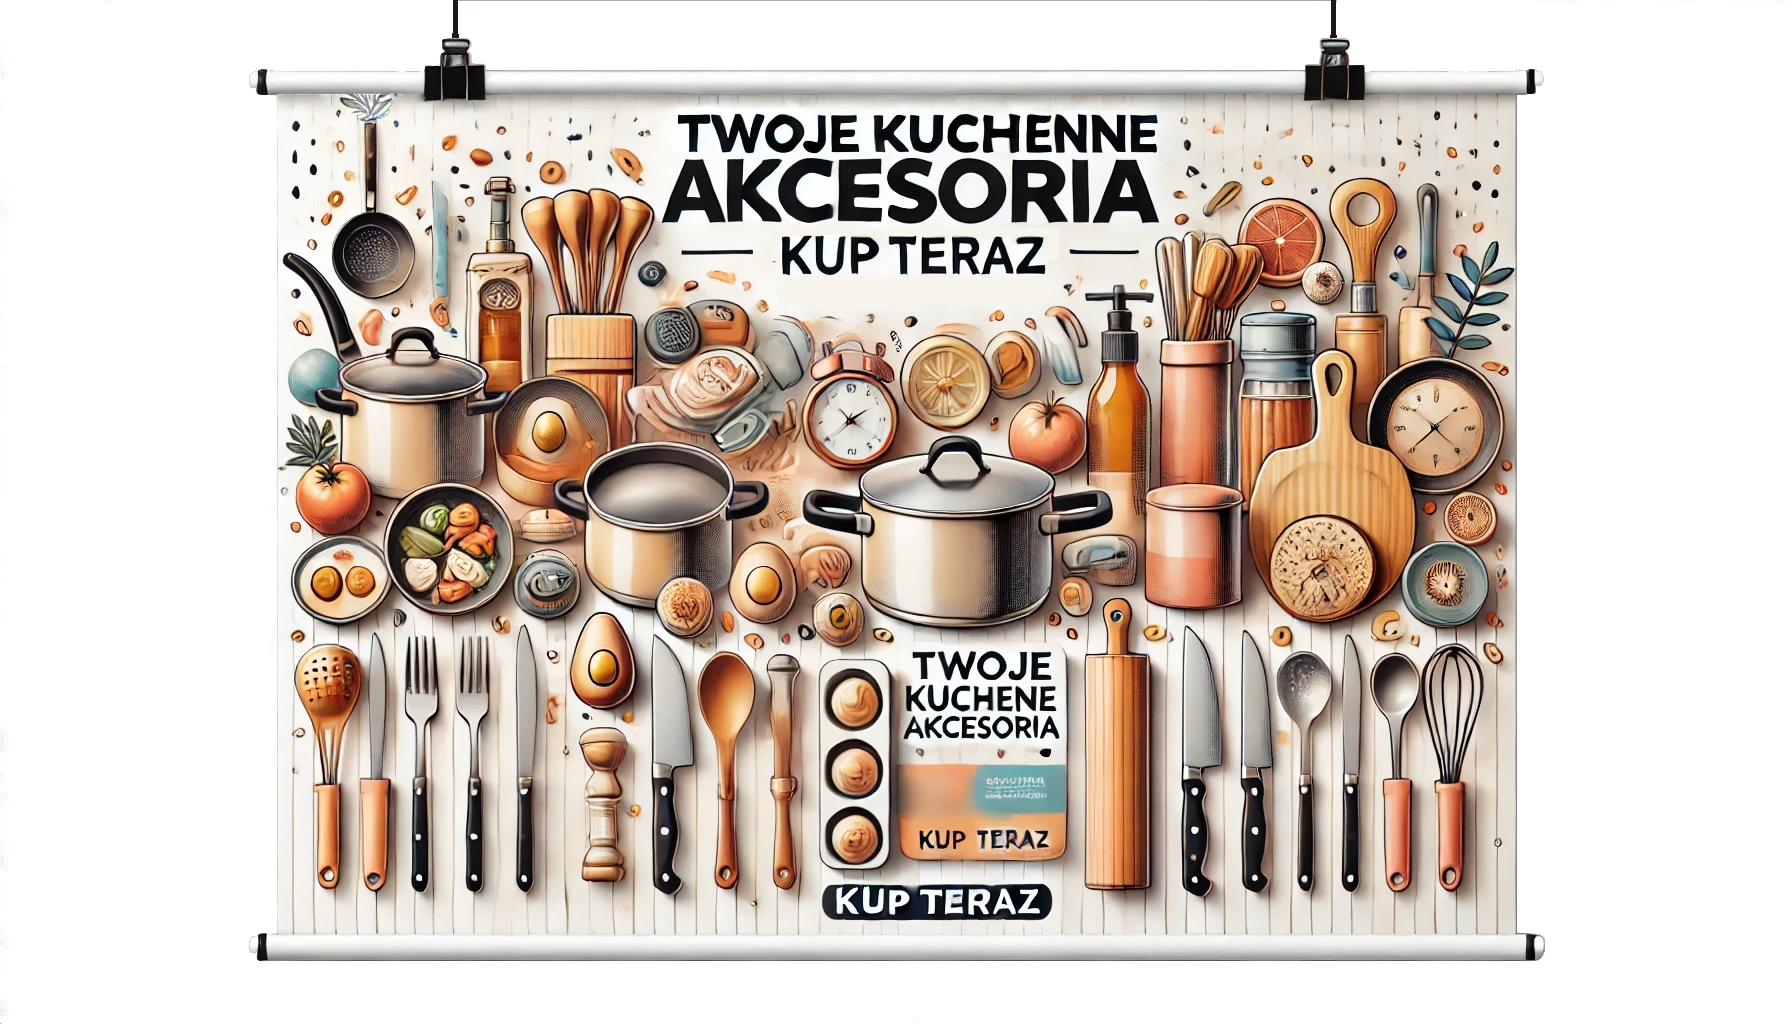 TWOJE KUCHENNE
AKCESORIA
KUP TERAZ
TWOJE
KUCHENE
AKCESORIA
KUP TERAZ
KUP TERAZ